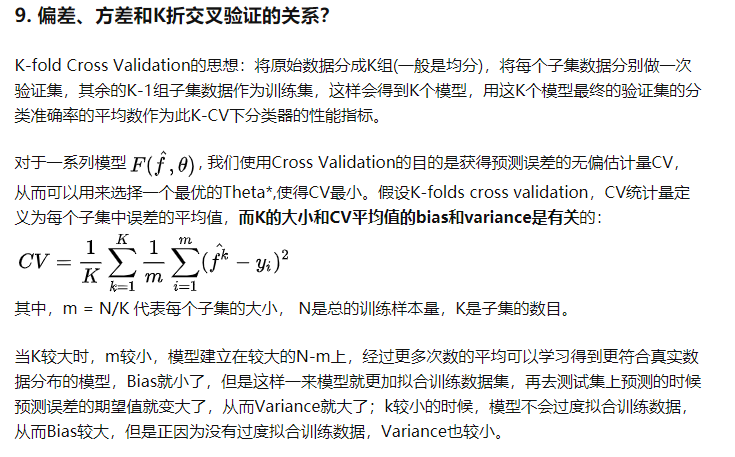 9. 偏差、方差和K折交叉验证的关系？
K-fold Cross Validation的思想：将原始数据分成K组(一般是均分)，将每个子集数据分别做一次
验证集，其余的K-1组子集数据作为训练集，这样会得到K个模型，用这K个模型最终的验证集的分
类准确率的平均数作为此K-CV下分类器的性能指标。
对于一系列模型 F(f̂, θ) , 我们使用Cross Validation的目的是获得预测误差的无偏估计量CV，
从而可以用来选择一个最优的Theta*,使得CV最小。假设K-folds cross validation，CV统计量定
义为每个子集中误差的平均值，而K的大小和CV平均值的bias和variance是有关的：
CV = \frac{1}{K} \sum_{k=1}^{K} \frac{1}{m} \sum_{i=1}^{m} (\hat{f^k} - y_i)^2
其中，m = N/K 代表每个子集的大小， N是总的训练样本量，K是子集的数目。
当K较大时，m较小，模型建立在较大的N-m上，经过更多次数的平均可以学习得到更符合真实数
据分布的模型，Bias就小了，但是这样一来模型就更加拟合训练数据集，再去测试集上预测的时候
预测误差的期望值就变大了，从而Variance就大了；k较小的时候，模型不会过度拟合训练数据，
从而Bias较大，但是正因为没有过度拟合训练数据，Variance也较小。